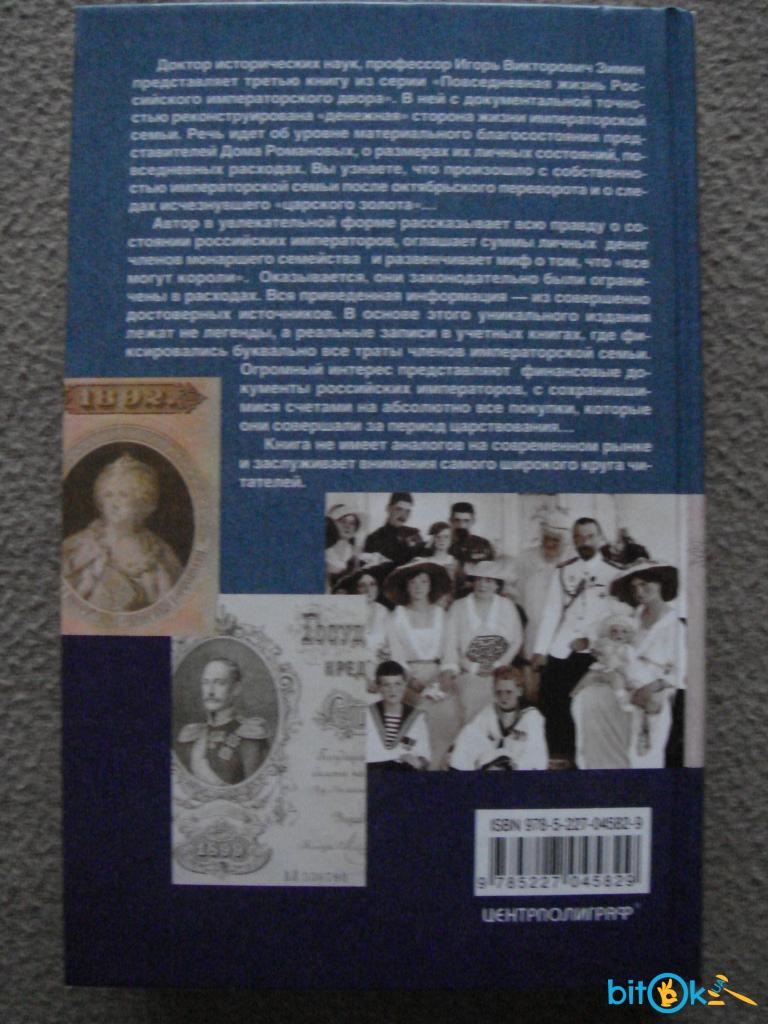 Доктор исторических наук, профессор Игорь Викторович Зимин
представляет третью книгу из серии «Повседневная жизнь Рос-
сийского императорского двора». В ней с документальной точно-
стью реконструирована «денежная» сторона жизни императорской
семьи. Речь идет об уровне материального благосостояния пред-
ставителей Дома Романовых, о размерах их личных состояний, по-
вседневных расходах. Вы узнаете, что произошло с собственно-
стью императорской семьи после октябрьского переворота и о сле-
дах исчезнувшего «царского золота»...
Автор в увлекательной форме рассказывает всю правду о со-
стоянии российских императоров, оглашает суммы личных денег
членов монаршего семейства и развенчивает миф о том, что «все
могут короли». Оказывается, они законодательно были ограни-
чены в расходах. Вся приведенная информация — из совершенно
достоверных источников. В основе этого уникального издания
лежат не легенды, а реальные записи в учетных книгах, где фи-
ксировались буквально все траты членов императорской семьи.
Огромный интерес представляют финансовые до-
кументы российских императоров, с сохранивши-
мися счетами на абсолютно все покупки, которые
они совершали за период царствования...
Книга не имеет аналогов на современном рынке
и заслуживает внимания самого широкого круга чи-
тателей.
1892
Госуд
кред
1899
ISBN 978-5-227-04582-9
9 785227 045829
ЦЕНТРПОЛИГРАФ®
bitOk UA